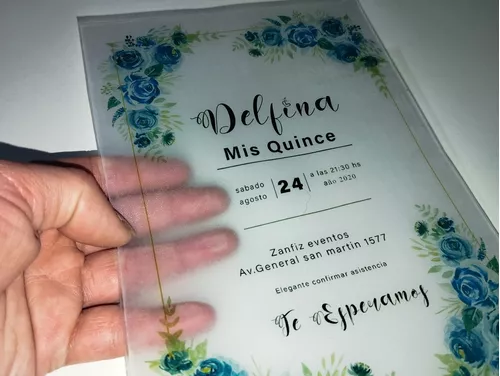 Delfina
Mis Quince
sabado
agosto
24
a las 21:30 hs
año 2020
Zanfiz eventos
Av.General san martin 1577
Elegante confirmar asistencia
Te Esperamos